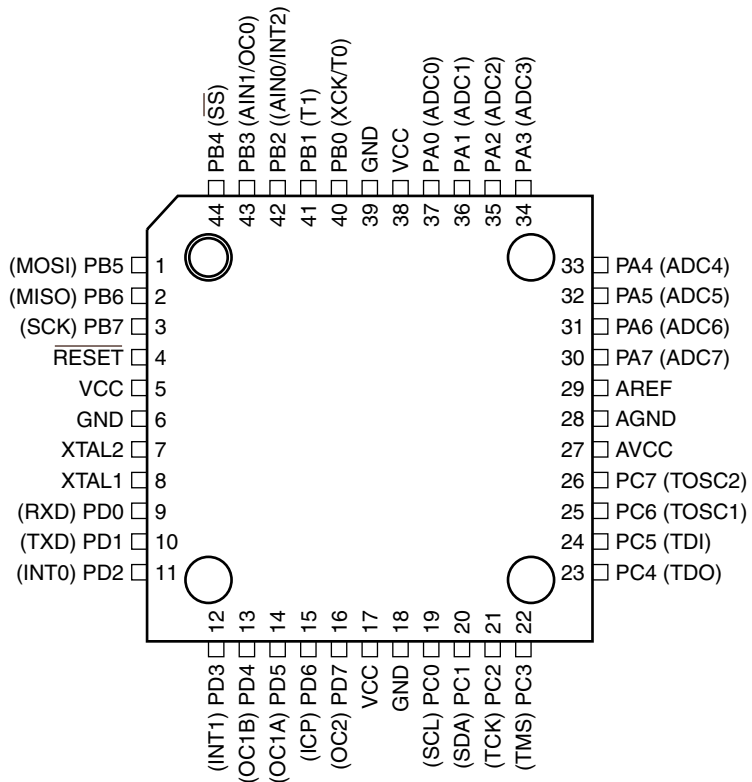 PB4 (SS)
PB3 (AIN1/OC0)
PB2 ((AIN0/INT2)
PB1 (T1)
PB0 (XCK/T0)
GND
VCC
PA0 (ADC0)
PA1 (ADC1)
PA2 (ADC2)
PA3 (ADC3)
44
43
42
41
40
39
38
37
36
35
34
(MOSI) PB5 1
(MISO) PB6 2
(SCK) PB7 3
RESET 4
VCC 5
GND 6
XTAL2 7
XTAL1 8
(RXD) PD0 9
(TXD) PD1 10
(INT0) PD2 11
33 PA4 (ADC4)
32 PA5 (ADC5)
31 PA6 (ADC6)
30 PA7 (ADC7)
29 AREF
28 AGND
27 AVCC
26 PC7 (TOSC2)
25 PC6 (TOSC1)
24 PC5 (TDI)
23 PC4 (TDO)
12
13
14
15
16
17
18
19
20
21
22
(INT1) PD3
(OC1B) PD4
(OC1A) PD5
(ICP) PD6
(OC2) PD7
VCC
GND
(SCL) PC0
(SDA) PC1
(TCK) PC2
(TMS) PC3